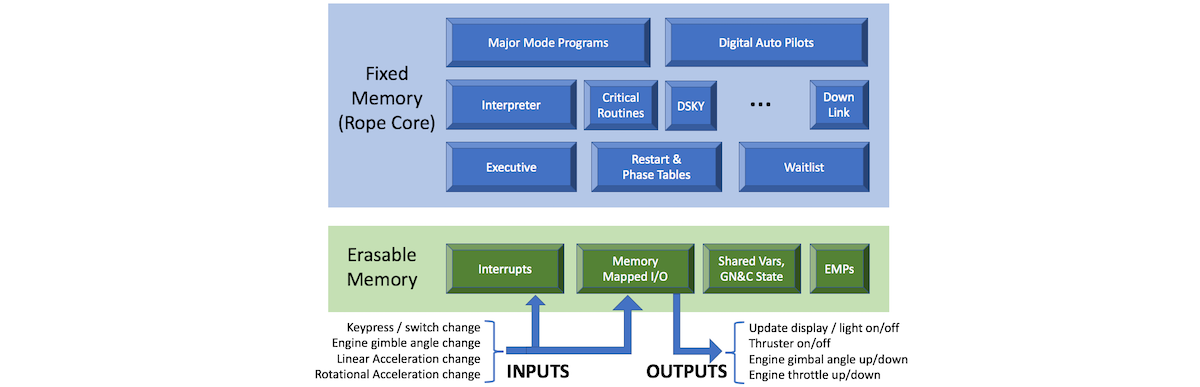 Fixed
Memory
(Rope Core)
Major Mode Programs
Digital Auto Pilots
Interpreter
Critical
Routines
DSKY
...
Down
Link
Executive
Restart &
Phase Tables
Waitlist
Erasable
Memory
Interrupts
Memory
Mapped I/O
Shared Vars,
GN&C State
EMPs
Keypress / switch change
Engine gimble angle change
Linear Acceleration change
Rotational Acceleration change
INPUTS
OUTPUTS
Update display / light on/off
Thruster on/off
Engine gimbal angle up/down
Engine throttle up/down